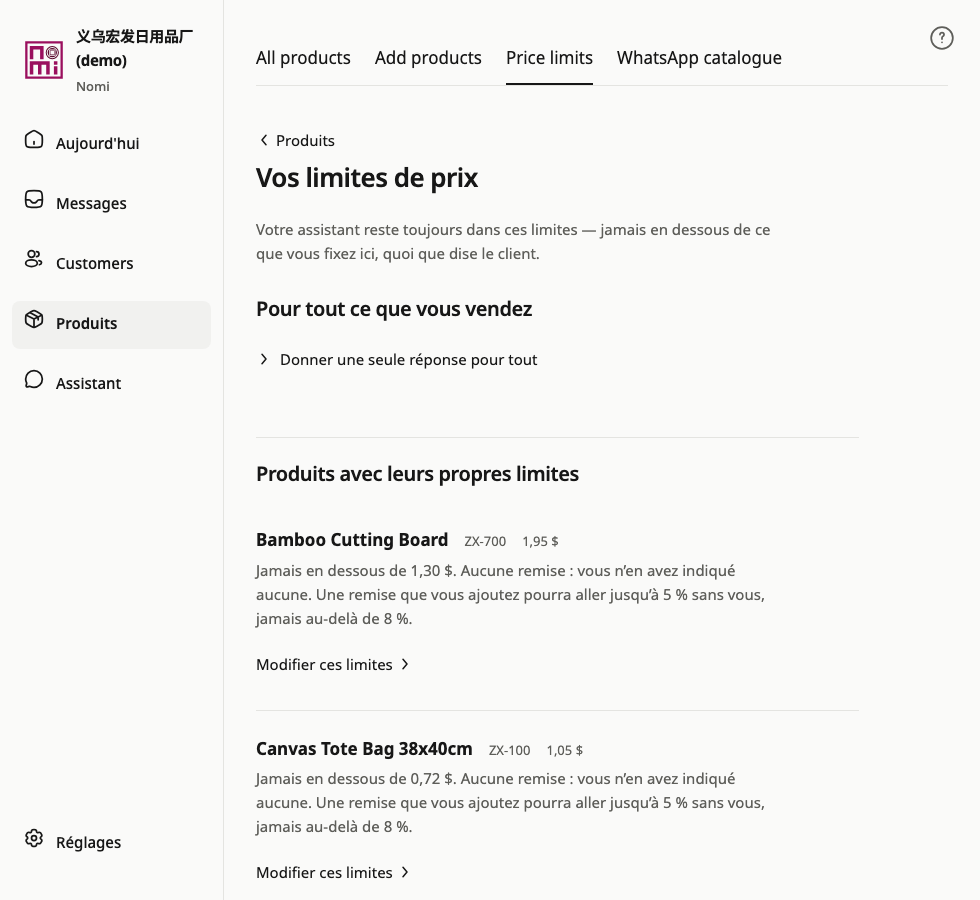 义乌宏发日用品厂
(demo)
Nomi
Aujourd'hui
Messages
Customers
Produits
Assistant
Réglages
All products
Add products
Price limits
WhatsApp catalogue
?
Produits
Vos limites de prix
Votre assistant reste toujours dans ces limites — jamais en dessous de ce
que vous fixez ici, quoi que dise le client.
Pour tout ce que vous vendez
Donner une seule réponse pour tout
Produits avec leurs propres limites
Bamboo Cutting Board ZX-700 1,95 $
Jamais en dessous de 1,30 $. Aucune remise : vous n’en avez indiqué
aucune. Une remise que vous ajoutez pourra aller jusqu’à 5 % sans vous,
jamais au-delà de 8 %.
Modifier ces limites
Canvas Tote Bag 38x40cm ZX-100 1,05 $
Jamais en dessous de 0,72 $. Aucune remise : vous n’en avez indiqué
aucune. Une remise que vous ajoutez pourra aller jusqu’à 5 % sans vous,
jamais au-delà de 8 %.
Modifier ces limites